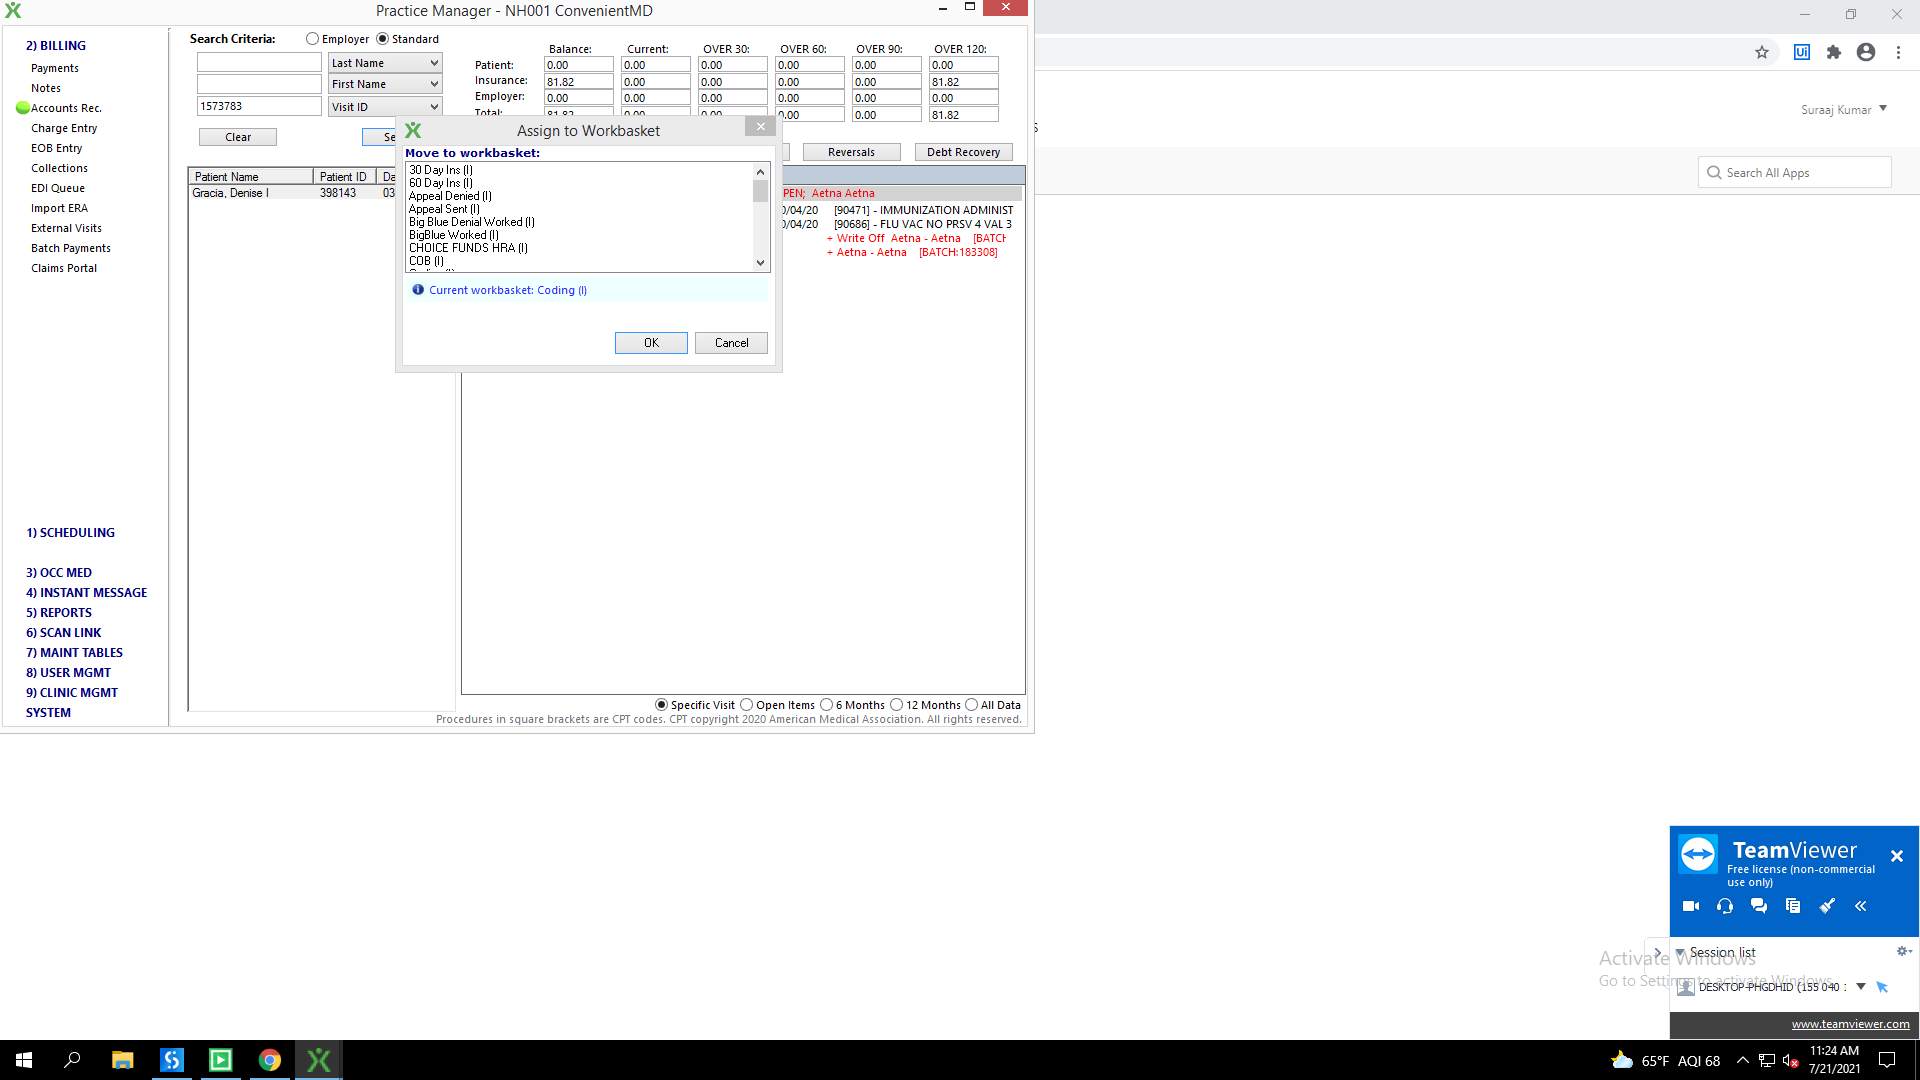 Practice Manager - NH001 ConvenientMD
2) BILLING
Payments
Notes
Accounts Rec.
Charge Entry
EOB Entry
Collections
EDI Queue
Import ERA
External Visits
Batch Payments
Claims Portal
1) SCHEDULING
3) OCC MED
4) INSTANT MESSAGE
5) REPORTS
6) SCAN LINK
7) MAINT TABLES
8) USER MGMT
9) CLINIC MGMT
SYSTEM
Search Criteria: Employer Standard
Last Name
First Name
1573783 Visit ID
Clear Se
Balance: Current: OVER 30: OVER 60: OVER 90: OVER 120:
Patient: 0.00 0.00 0.00 0.00 0.00 0.00
Insurance: 81.82 0.00 0.00 0.00 0.00 81.82
Employer: 0.00 0.00 0.00 0.00 0.00 0.00
Total: 81.82 0.00 0.00 0.00 0.00 81.82
Reversals Debt Recovery
Patient Name Patient ID Da
Gracia, Denise I 398143 03
PEN; Aetna Aetna
0/04/20 [90471] - IMMUNIZATION ADMINIST
0/04/20 [90686] - FLU VAC NO PRSV 4 VAL 3
+ Write Off Aetna - Aetna [BATCH
+ Aetna - Aetna [BATCH:183308]
Assign to Workbasket
Move to workbasket:
30 Day Ins (I)
60 Day Ins (I)
Appeal Denied (I)
Appeal Sent (I)
Big Blue Denial Worked (I)
BigBlue Worked (I)
CHOICE FUNDS HRA (I)
COB (I)
Current workbasket: Coding (I)
OK Cancel
Specific Visit Open Items 6 Months 12 Months All Data
Procedures in square brackets are CPT codes. CPT copyright 2020 American Medical Association. All rights reserved.
Ui
s
Suraaj Kumar
Search All Apps
TeamViewer
Free license (non-commercial
use only)
Session list
DESKTOP-PHGDHID (155 040 :
www.teamviewer.com
Activate Windows
Go to Settings to activate Windows.
65°F AQI 68
11:24 AM
7/21/2021